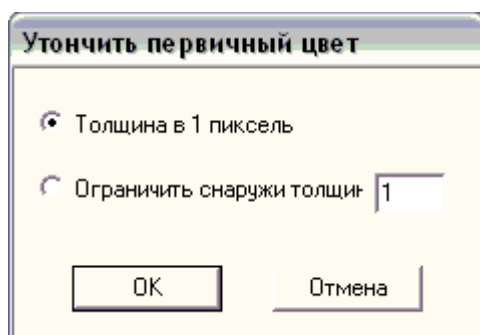 Утончить первичный цвет
Толщина в 1 пиксель
Ограничить снаружи толщин 1
OK Отмена